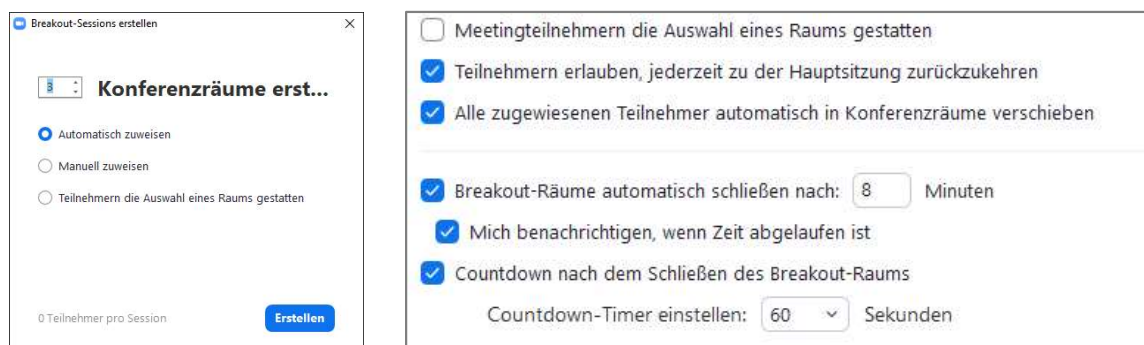 Breakout-Sessions erstellen
3 Konferenzräume erst...
Automatisch zuweisen
Manuell zuweisen
Teilnehmern die Auswahl eines Raums gestatten
0 Teilnehmer pro Session Erstellen
Meetingteilnehmern die Auswahl eines Raums gestatten
Teilnehmern erlauben, jederzeit zu der Hauptsitzung zurückzukehren
Alle zugewiesenen Teilnehmer automatisch in Konferenzräume verschieben
Breakout-Räume automatisch schließen nach: 8 Minuten
Mich benachrichtigen, wenn Zeit abgelaufen ist
Countdown nach dem Schließen des Breakout-Raums
Countdown-Timer einstellen: 60 Sekunden